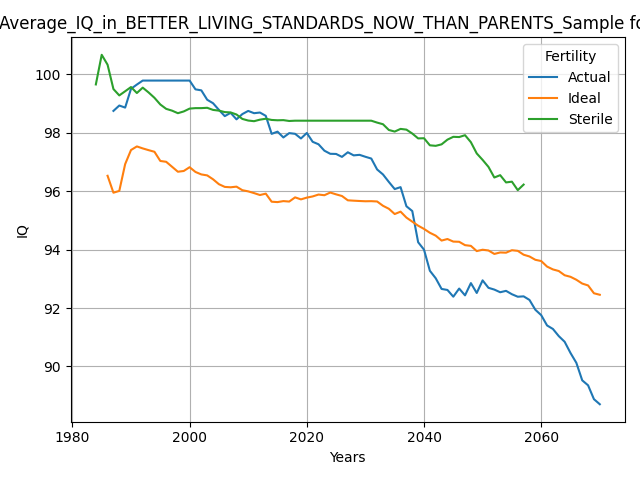 Average_IQ_in_BETTER_LIVING_STANDARDS_NOW_THAN_PARENTS_Sample fo
Fertility
Actual
Ideal
Sterile
IQ
100
98
96
94
92
90
1980
2000
2020
2040
2060
Years